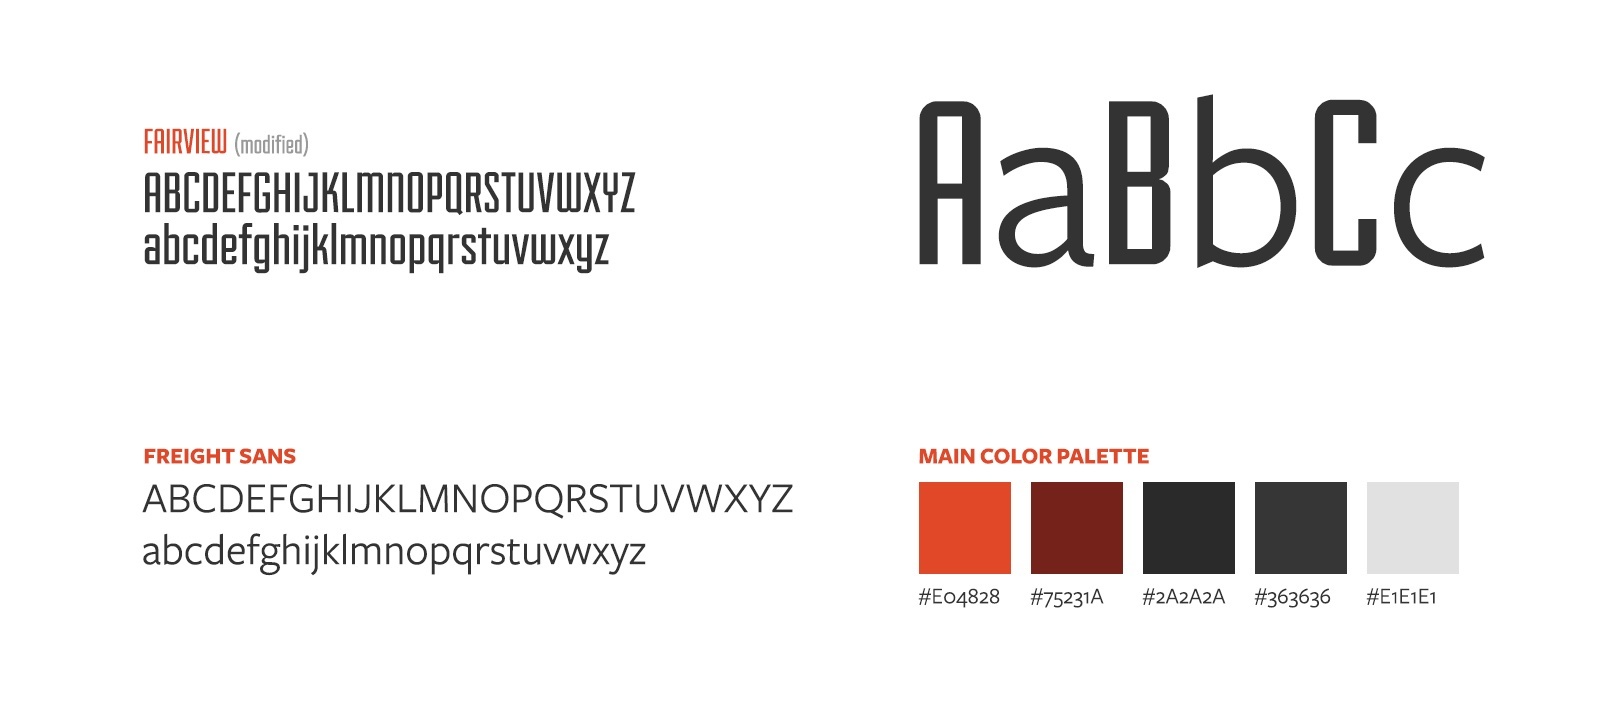 FAIRVIEW (modified)
ABCDEFGHIJKLMNOPQRSTUVWXYZ
abcdefghijklmnopqrstuvwxyz
AaBbCc
FREIGHT SANS
ABCDEFGHIJKLMNOPQRSTUVWXYZ
abcdefghijklmnopqrstuvwxyz
MAIN COLOR PALETTE
#E04828 #75231A #2A2A2A #363636 #E1E1E1